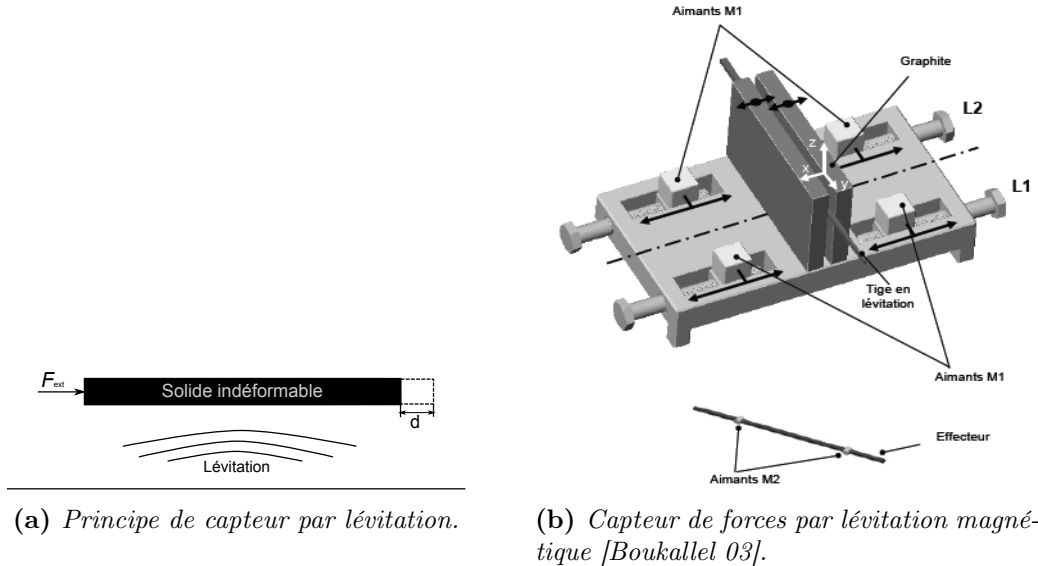 Aimants M1
Graphite
L2
z
x
y
L1
Tige en
lévitation
Aimants M1
Effecteur
Aimants M2
Fext
Solide indéformable
d
Lévitation
(a) Principe de capteur par lévitation.
(b) Capteur de forces par lévitation magné-
tique [Boukallel 03].